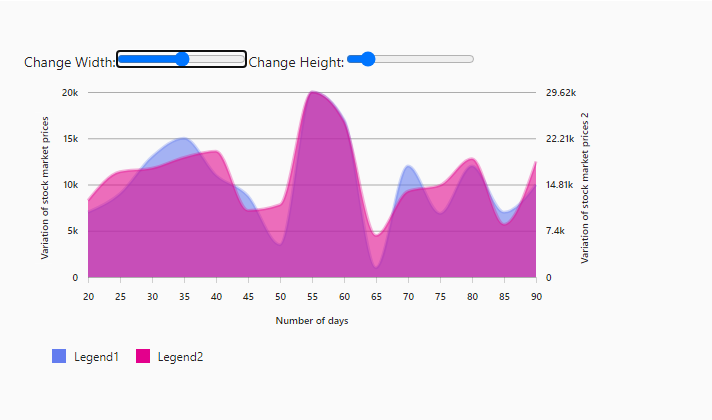 Change Width: Change Height:
20k
15k
10k
5k
0
Variation of stock market prices
29.62k
22.21k
14.81k
7.4k
0
Variation of stock market prices 2
20 25 30 35 40 45 50 55 60 65 70 75 80 85 90
Number of days
Legend1 Legend2